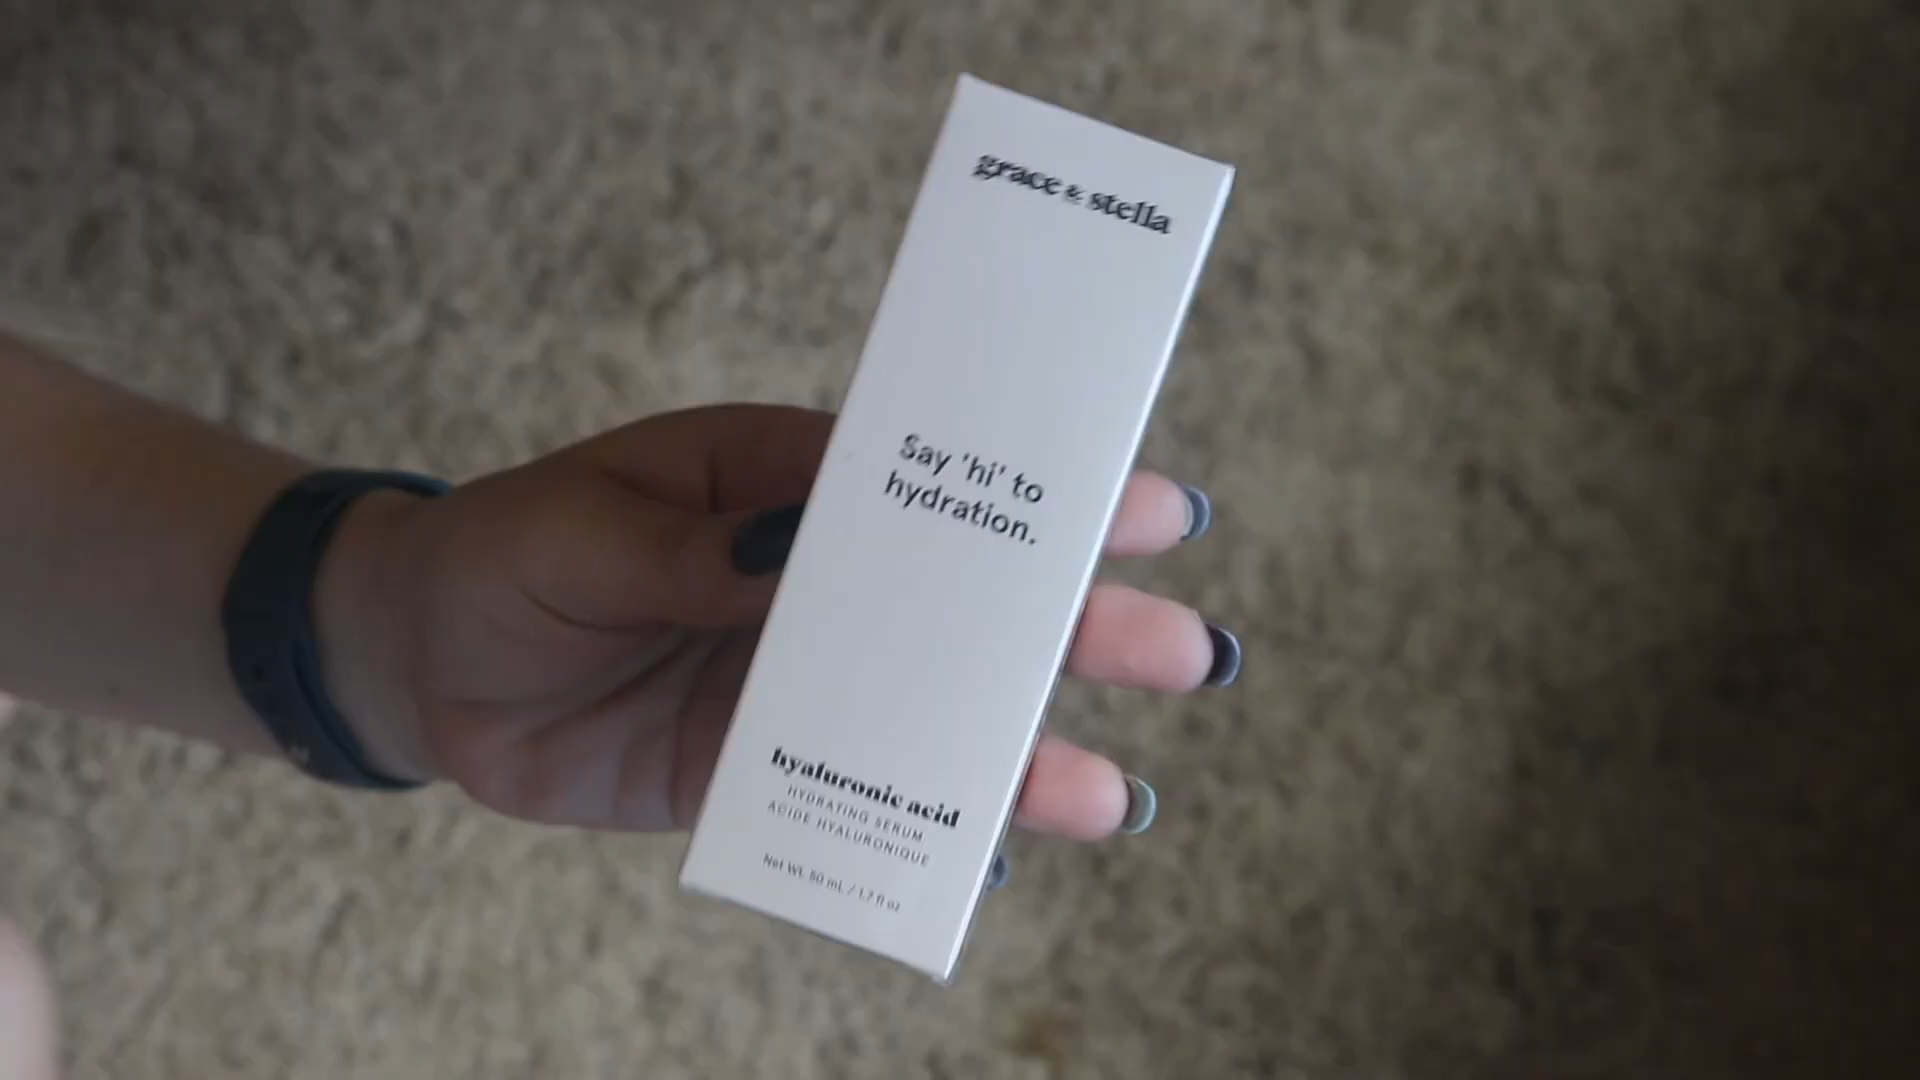 grace & stella
Say 'hi' to
hydration.
hyaluronic acid
HYDRATING SERUM
ACIDE HYALURONIQUE
Net Wt. 50 mL / 1.7 fl oz